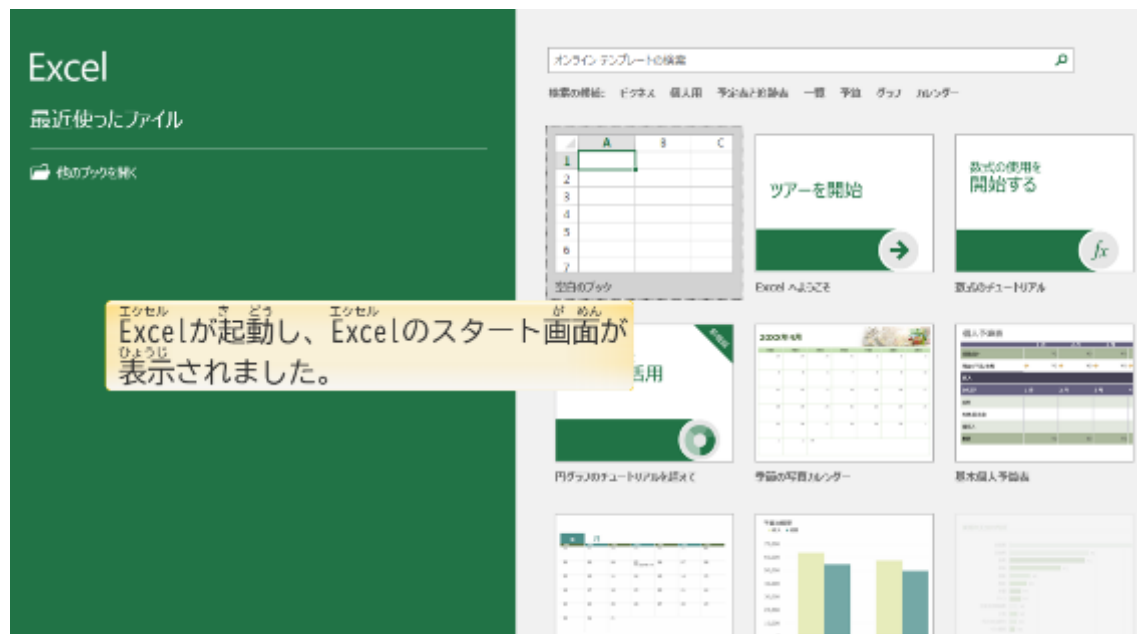 Excel
最近使ったファイル
他のブックを開く
オンライン テンプレートの検索
検索の候補: ビジネス 個人用 予定表と追跡表 一覧 予算 グラフ カレンダー
A B C
1
2
3
4
5
6
7
空白のブック
ツアーを開始
Excel へようこそ
数式の使用を
開始する
fx
数式のチュートリアル
エクセル きどう エクセル がめん
Excelが起動し、Excelのスタート画面が
ひょうじ
表示されました。
活用
円グラフのチュートリアルを超えて
季節の写真カレンダー
個人予算表
基本個人予算表